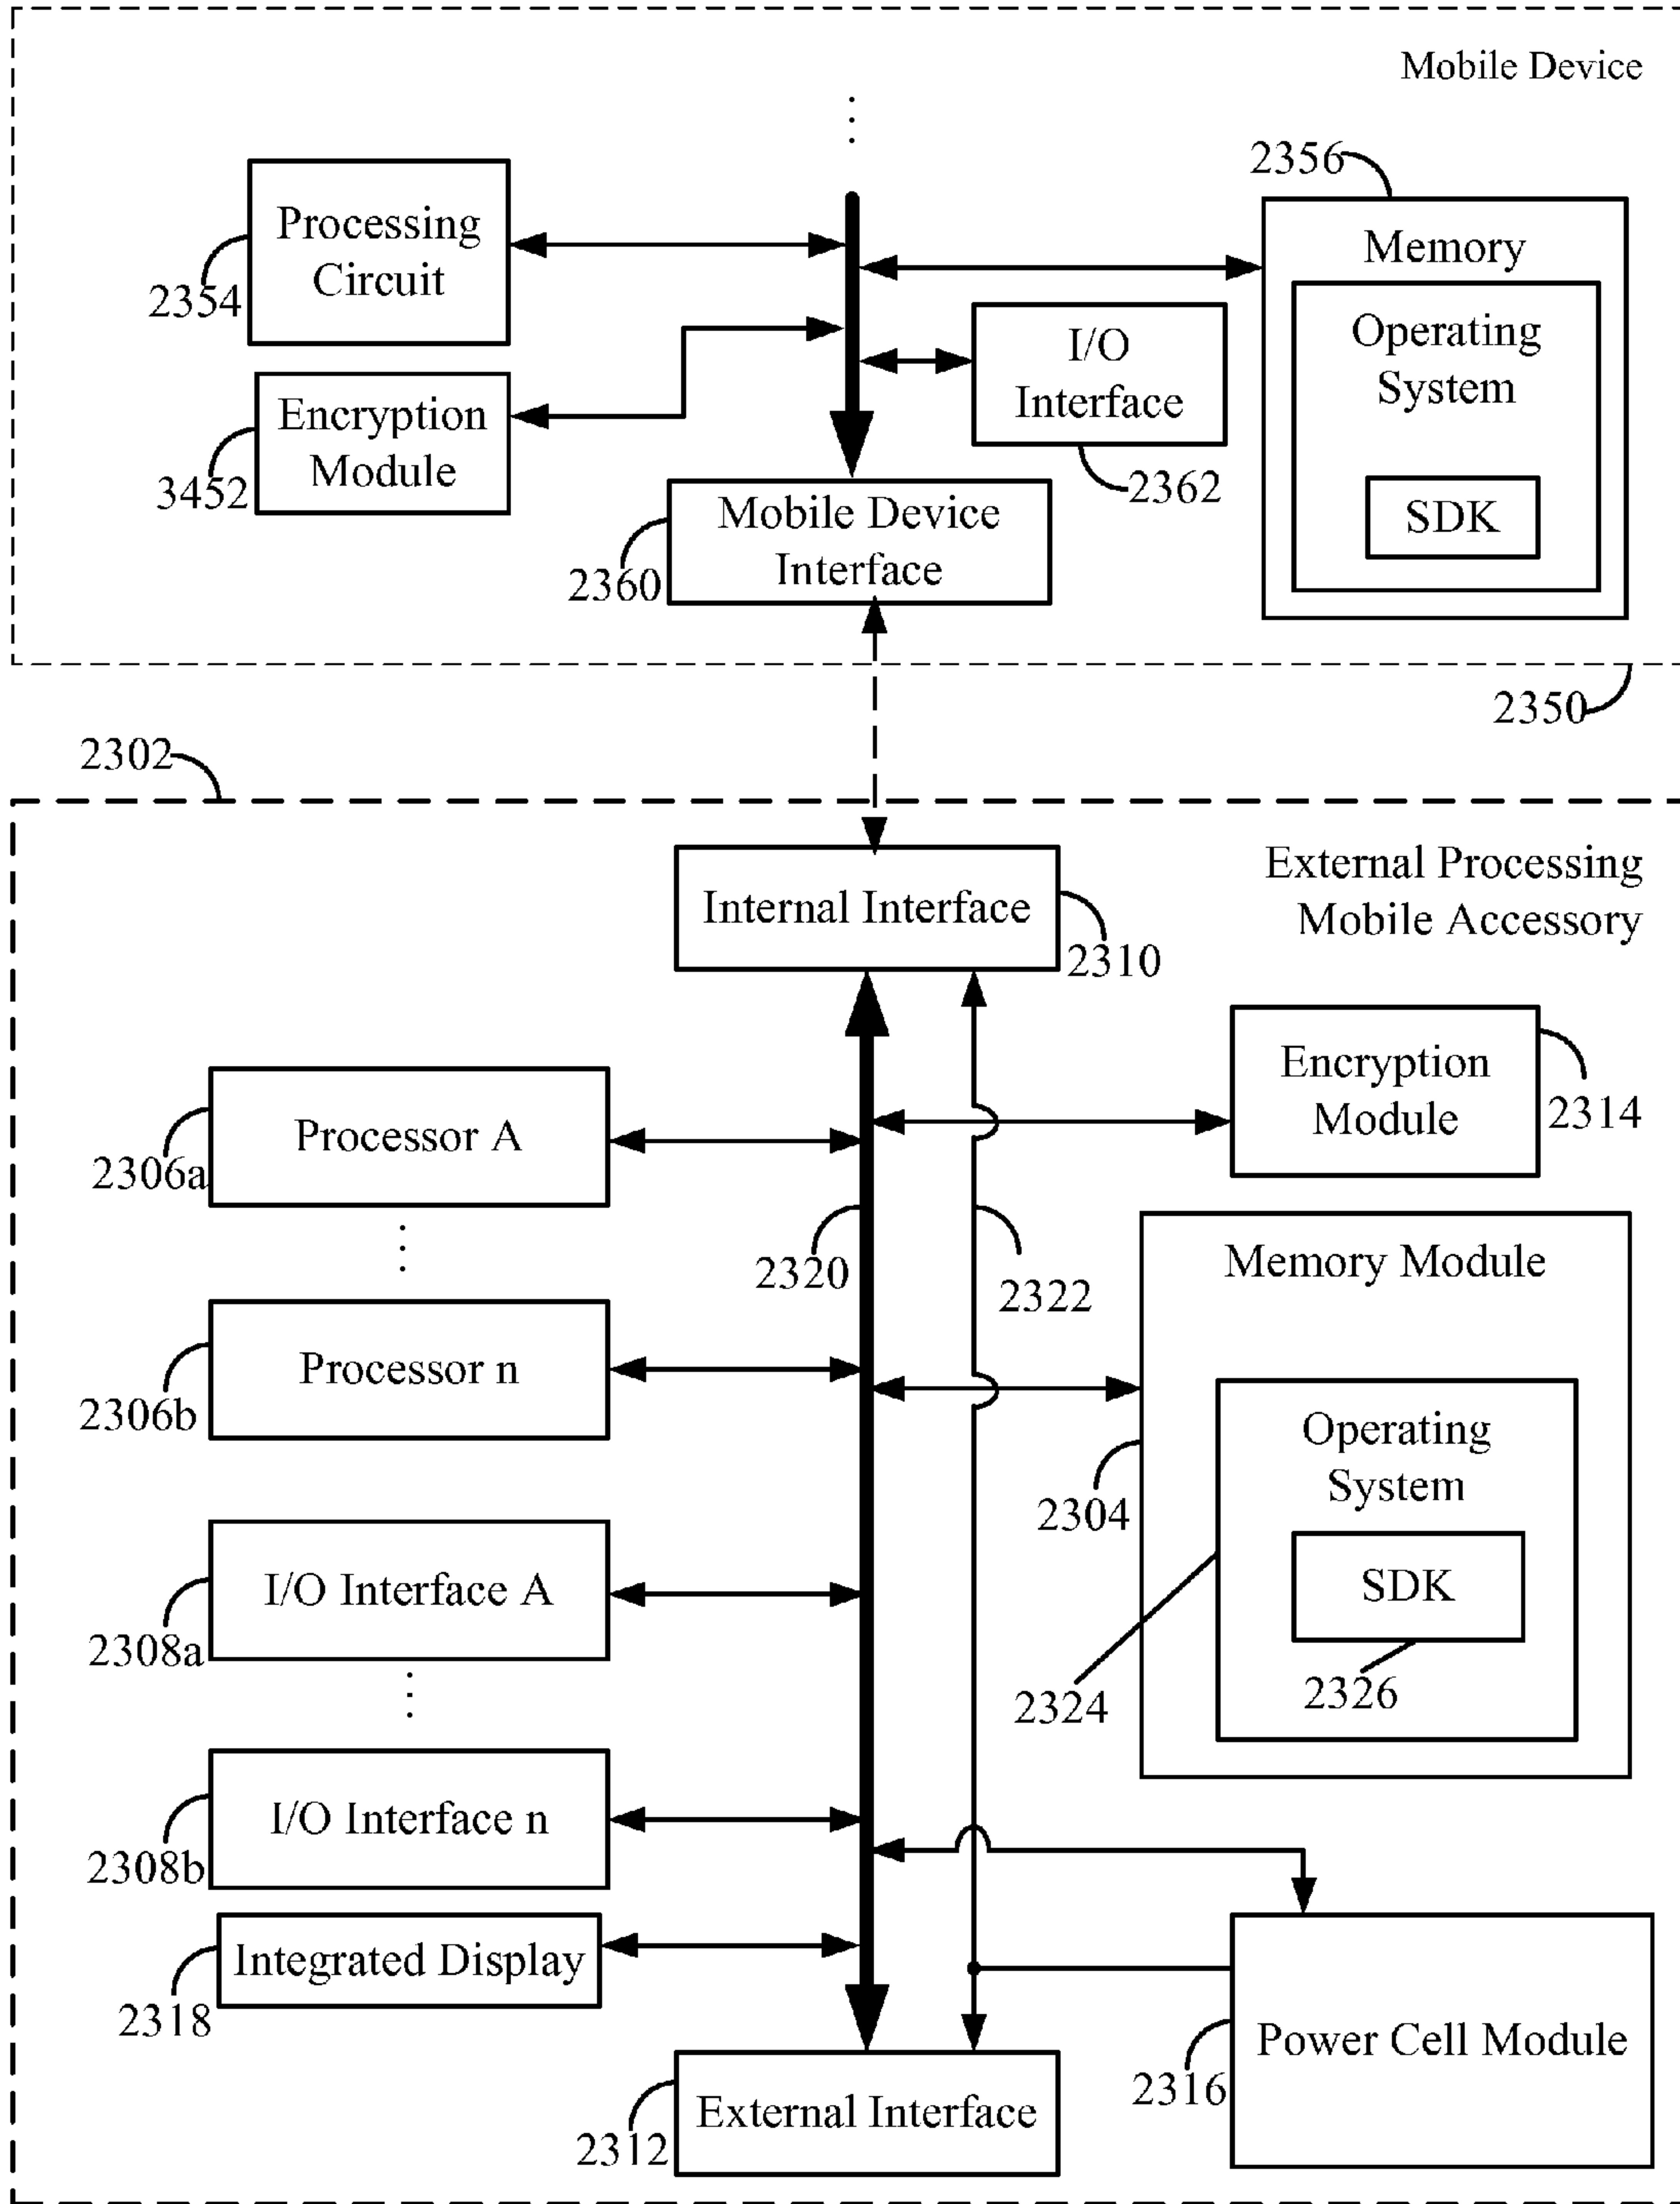 Mobile Device
2356
Processing
Circuit
2354
Memory
Operating
System
SDK
I/O
Interface
2362
Encryption
Module
3452
Mobile Device
Interface
2360
2350
2302
External Processing
Mobile Accessory
Internal Interface
2310
Encryption
Module
2314
Processor A
2306a
2320
2322
Memory Module
Processor n
2306b
Operating
System
2304
SDK
I/O Interface A
2308a
2324
2326
I/O Interface n
2308b
Integrated Display
2318
Power Cell Module
2316
External Interface
2312